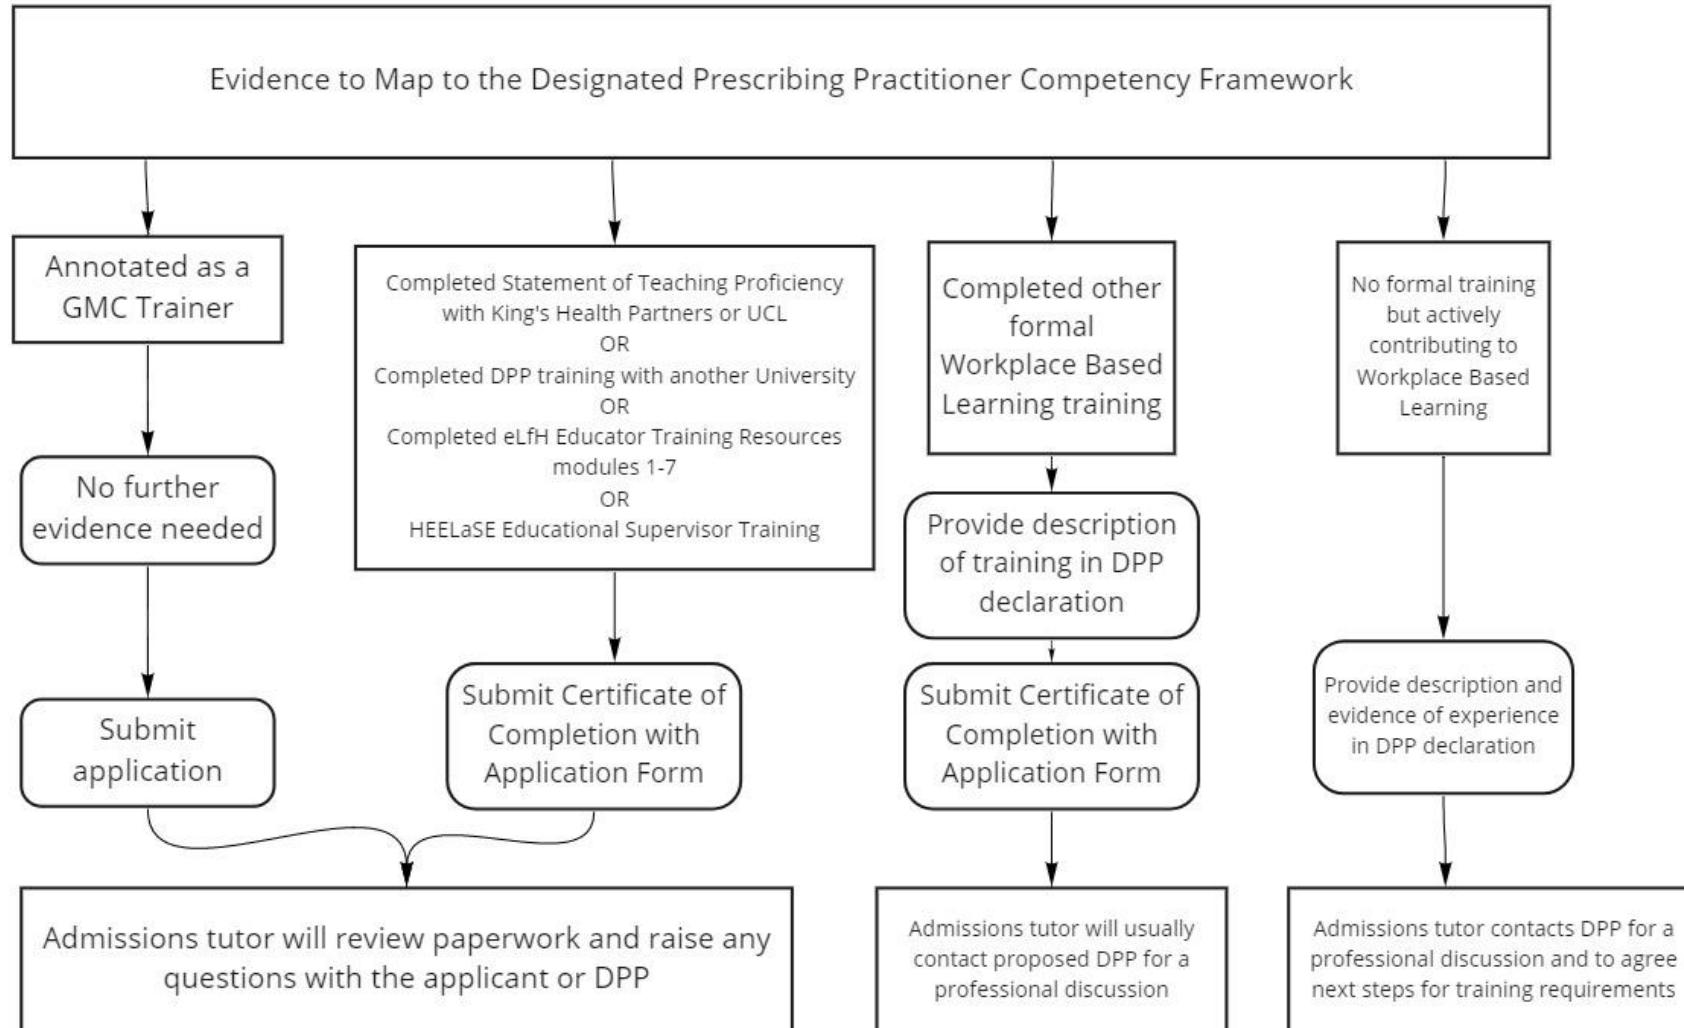 Evidence to Map to the Designated Prescribing Practitioner Competency Framework
Annotated as a
GMC Trainer
No further
evidence needed
Submit
application
Completed Statement of Teaching Proficiency
with King's Health Partners or UCL
OR
Completed DPP training with another University
OR
Completed eLfH Educator Training Resources
modules 1-7
OR
HEELaSE Educational Supervisor Training
Submit Certificate of
Completion with
Application Form
Admissions tutor will review paperwork and raise any
questions with the applicant or DPP
Completed other
formal
Workplace Based
Learning training
Provide description
of training in DPP
declaration
Submit Certificate of
Completion with
Application Form
Admissions tutor will usually
contact proposed DPP for a
professional discussion
No formal training
but actively
contributing to
Workplace Based
Learning
Provide description and
evidence of experience
in DPP declaration
Admissions tutor contacts DPP for a
professional discussion and to agree
next steps for training requirements